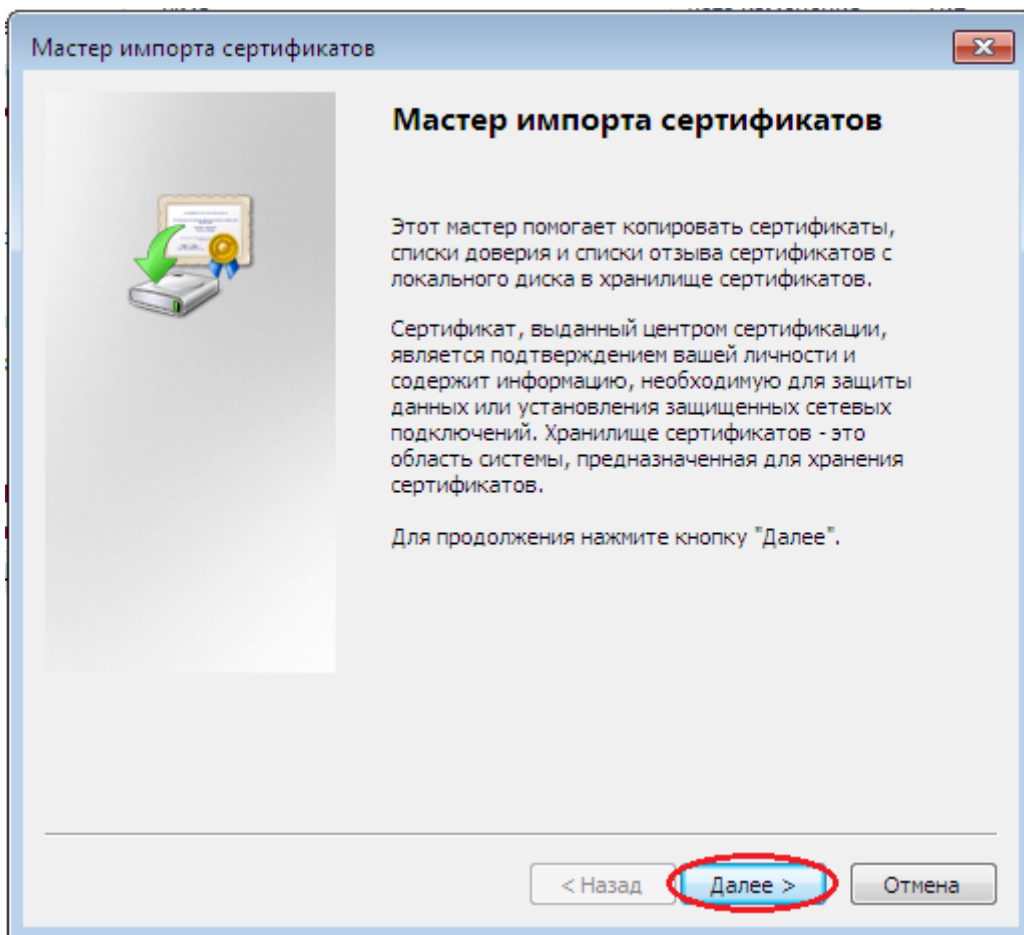 Мастер импорта сертификатов
Мастер импорта сертификатов
Этот мастер помогает копировать сертификаты,
списки доверия и списки отзыва сертификатов с
локального диска в хранилище сертификатов.
Сертификат, выданный центром сертификации,
является подтверждением вашей личности и
содержит информацию, необходимую для защиты
данных или установления защищенных сетевых
подключений. Хранилище сертификатов - это
область системы, предназначенная для хранения
сертификатов.
Для продолжения нажмите кнопку "Далее".
< Назад
Далее >
Отмена